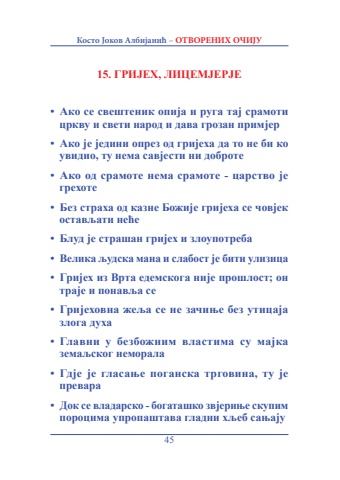 Косто Јоков Албијанић – ОТВОРЕНИХ ОЧИЈУ
15. ГРИЈЕХ, ЛИЦЕМЈЕРЈЕ
• Ако се свештеник опија и руга тај срамоти
цркву и свети народ и дава грозан примјер
• Ако је једини опрез од гријеха да то не би ко
увидио, ту нема савјести ни доброте
• Ако од срамоте нема срамоте - царство је
грехоте
• Без страха од казне Божије гријеха се човјек
остављати неће
• Блуд је страшан гријех и злоупотреба
• Велика људска мана и слабост је бити улизица
• Гријех из Врта едемскога није прошлост; он
траје и понавља се
• Гријеховна жеља се не зачиње без утицаја
злога духа
• Главни у безбожним властима су мајка
земаљског неморала
• Гдје је гласање поганска трговина, ту је
превара
• Док се владарско - богаташко звјерење скупим
пороцима упропаштава гладни хљеб сањају
45